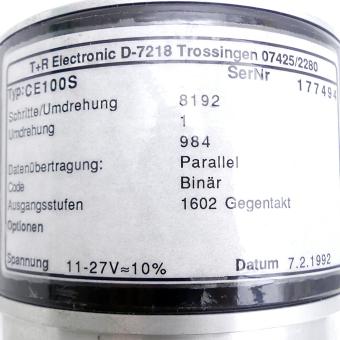 T+R Electronic D-7218 Trossingen 07425/2280
SerNr 177494
Typ:CE100S
Schritte/Umdrehung 8192
Umdrehung 1
984
Datenübertragung: Parallel
Code Binär
Ausgangsstufen 1602 Gegentakt
Optionen
Spannung 11-27V≈10% Datum 7.2.1992